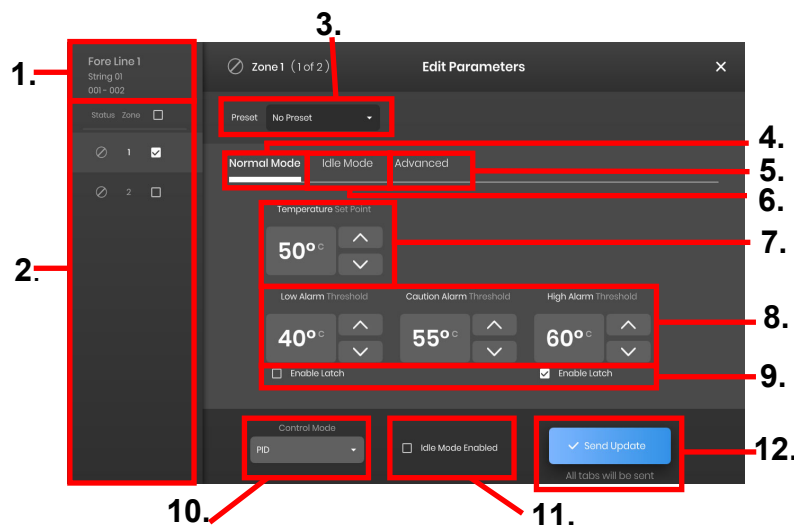 3.
1.
Fore Line 1
String 01
001 - 002
Zone 1 (1 of 2)
Edit Parameters
Status Zone
Preset No Preset
4.
1
Normal Mode Idle Mode Advanced
5.
2
6.
Temperature Set Point
7.
50° C
2.
Low Alarm Threshold Caution Alarm Threshold High Alarm Threshold
8.
40° C 55° C 60° C
Enable Latch Enable Latch
9.
Control Mode
PID
Idle Mode Enabled
Send Update
12.
All tabs will be sent
10.
11.